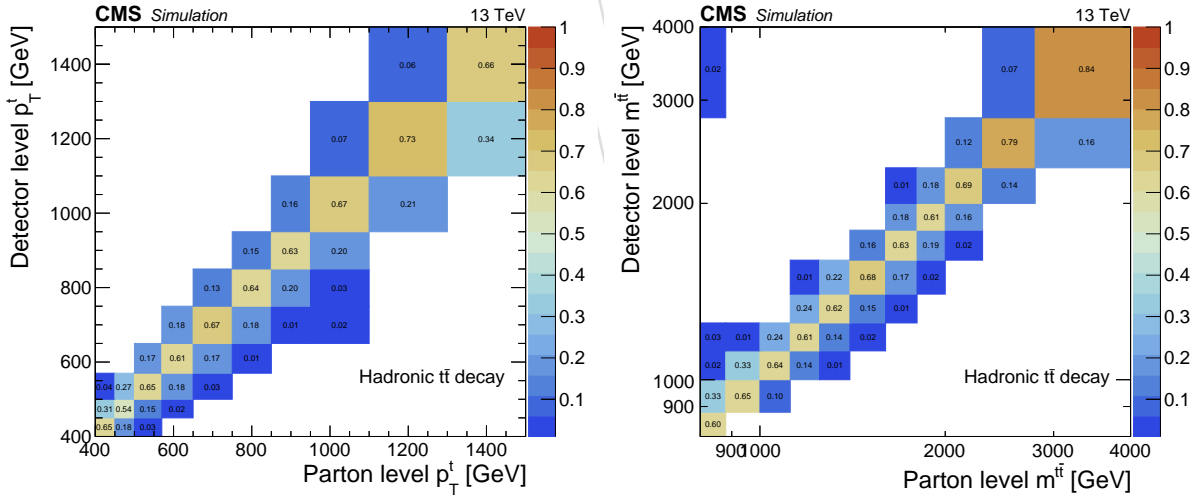 CMS Simulation 13 TeV
Detector level p_T^t [GeV]
1400
1200
1000
800
600
400
0.06 0.66
0.07 0.73 0.34
0.16 0.67 0.21
0.15 0.63 0.20
0.13 0.64 0.20 0.03
0.18 0.67 0.18 0.01 0.02
0.17 0.61 0.17 0.01
0.04 0.27 0.65 0.18 0.03
0.31 0.54 0.15 0.02
0.65 0.18 0.03
Hadronic tt̄ decay
400 600 800 1000 1200 1400
Parton level p_T^t [GeV]
1
0.9
0.8
0.7
0.6
0.5
0.4
0.3
0.2
0.1
CMS Simulation 13 TeV
Detector level m^tt̄ [GeV]
4000
3000
2000
1000
900
0.02 0.07 0.84
0.12 0.79 0.16
0.01 0.18 0.69 0.14
0.18 0.61 0.16
0.16 0.63 0.19 0.02
0.01 0.22 0.68 0.17 0.02
0.24 0.62 0.15 0.01
0.03 0.01 0.24 0.61 0.14 0.02
0.02 0.33 0.64 0.14 0.01
0.33 0.65 0.10
0.60
Hadronic tt̄ decay
900 1000 2000 3000 4000
Parton level m^tt̄ [GeV]
1
0.9
0.8
0.7
0.6
0.5
0.4
0.3
0.2
0.1